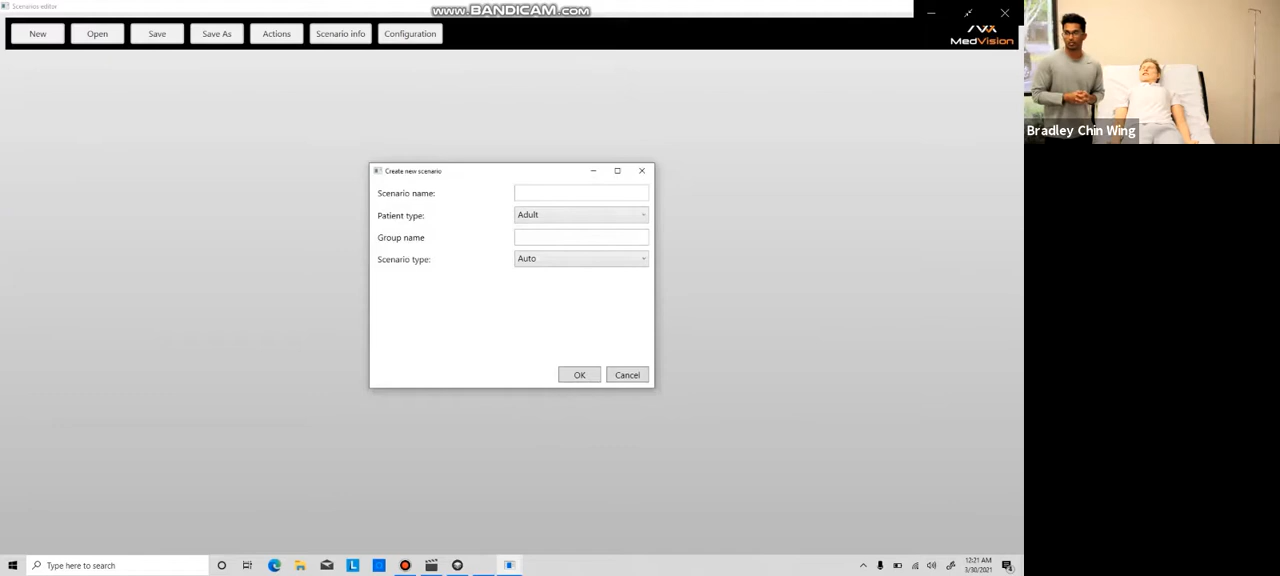 Scenarios editor
www.BANDICAM.com
New
Open
Save
Save As
Actions
Scenario info
Configuration
MedVision
Bradley Chin Wing
Create new scenario
Scenario name:
Patient type:
Adult
Group name
Scenario type:
Auto
OK
Cancel
Type here to search
L
12:21 AM
3/30/2021